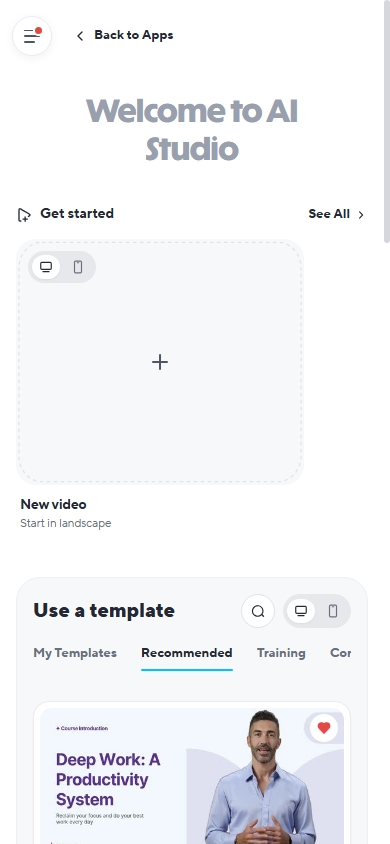 Back to Apps
Welcome to AI
Studio
Get started
See All
New video
Start in landscape
Use a template
My Templates
Recommended
Training
Cor
Course Introduction
Deep Work: A
Productivity
System
Reclaim your focus and do your best
work every day